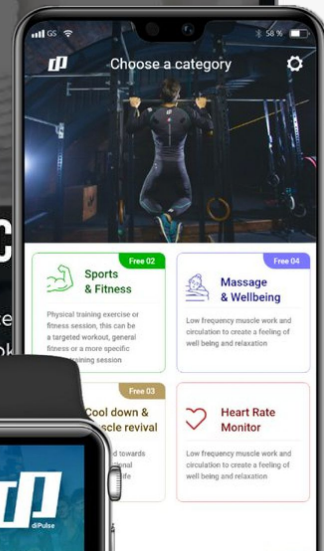 GS
58 %
Choose a category
Free 02
Sports
& Fitness
Physical training exercise or
fitness session, this can be
a targeted workout, general
fitness or a more specific
training session
Free 04
Massage
& Wellbeing
Low frequency muscle work and
circulation to create a feeling of
well being and relaxation
Free 03
Cool down &
muscle revival
towards
Heart Rate
Monitor
Low frequency muscle work and
circulation to create a feeling of
well being and relaxation
diPulse